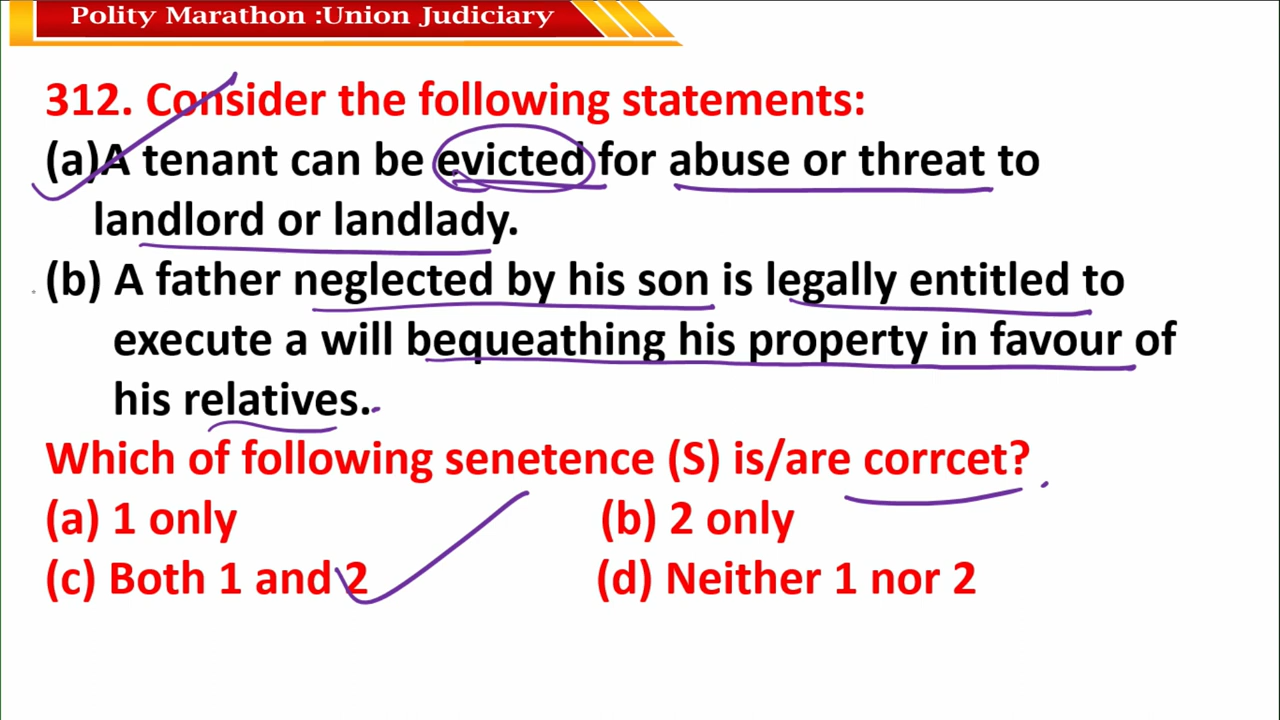 Polity Marathon :Union Judiciary
312. Consider the following statements:
(a)A tenant can be evicted for abuse or threat to
landlord or landlady.
(b) A father neglected by his son is legally entitled to
execute a will bequeathing his property in favour of
his relatives.
Which of following senetence (S) is/are corrcet?
(a) 1 only (b) 2 only
(c) Both 1 and 2 (d) Neither 1 nor 2